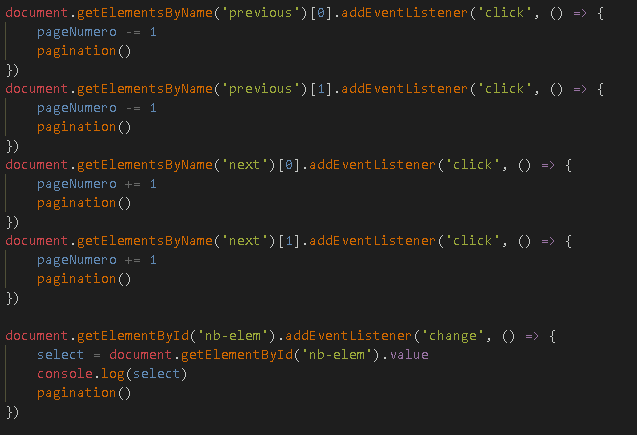 document.getElementsByName('previous')[0].addEventListener('click', () => {
    pageNumero -= 1
    pagination()
})
document.getElementsByName('previous')[1].addEventListener('click', () => {
    pageNumero -= 1
    pagination()
})
document.getElementsByName('next')[0].addEventListener('click', () => {
    pageNumero += 1
    pagination()
})
document.getElementsByName('next')[1].addEventListener('click', () => {
    pageNumero += 1
    pagination()
})

document.getElementById('nb-elem').addEventListener('change', () => {
    select = document.getElementById('nb-elem').value
    console.log(select)
    pagination()
})